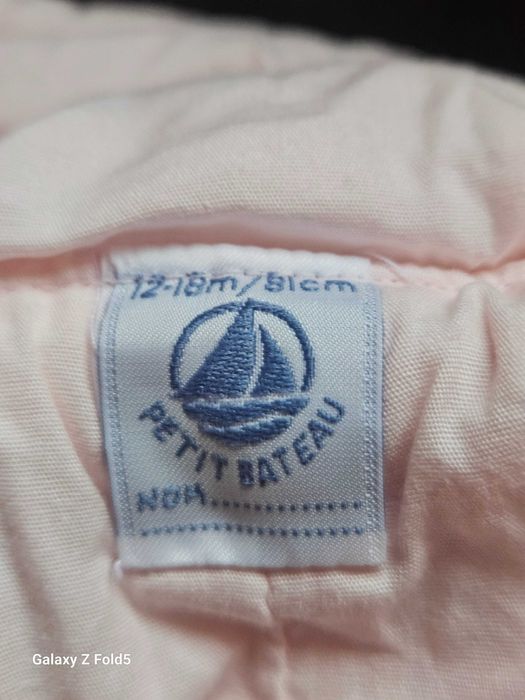 12-18m/81cm
PETIT BATEAU
NOM..................
..............................
Galaxy Z Fold5